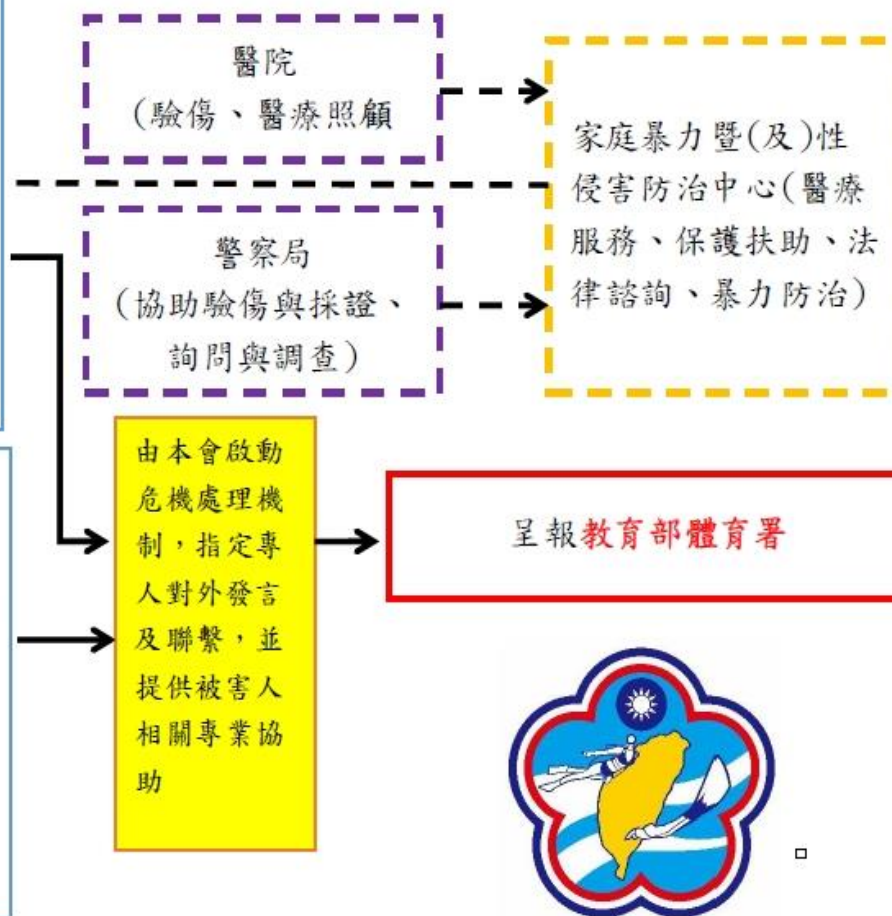 醫院
(驗傷、醫療照顧
家庭暴力暨(及)性
侵害防治中心(醫療
服務、保護扶助、法
律諮詢、暴力防治)
警察局
(協助驗傷與採證、
詢問與調查)
由本會啟動
危機處理機
制，指定專
人對外發言
及聯繫，並
提供被害人
相關專業協
助
呈報教育部體育署